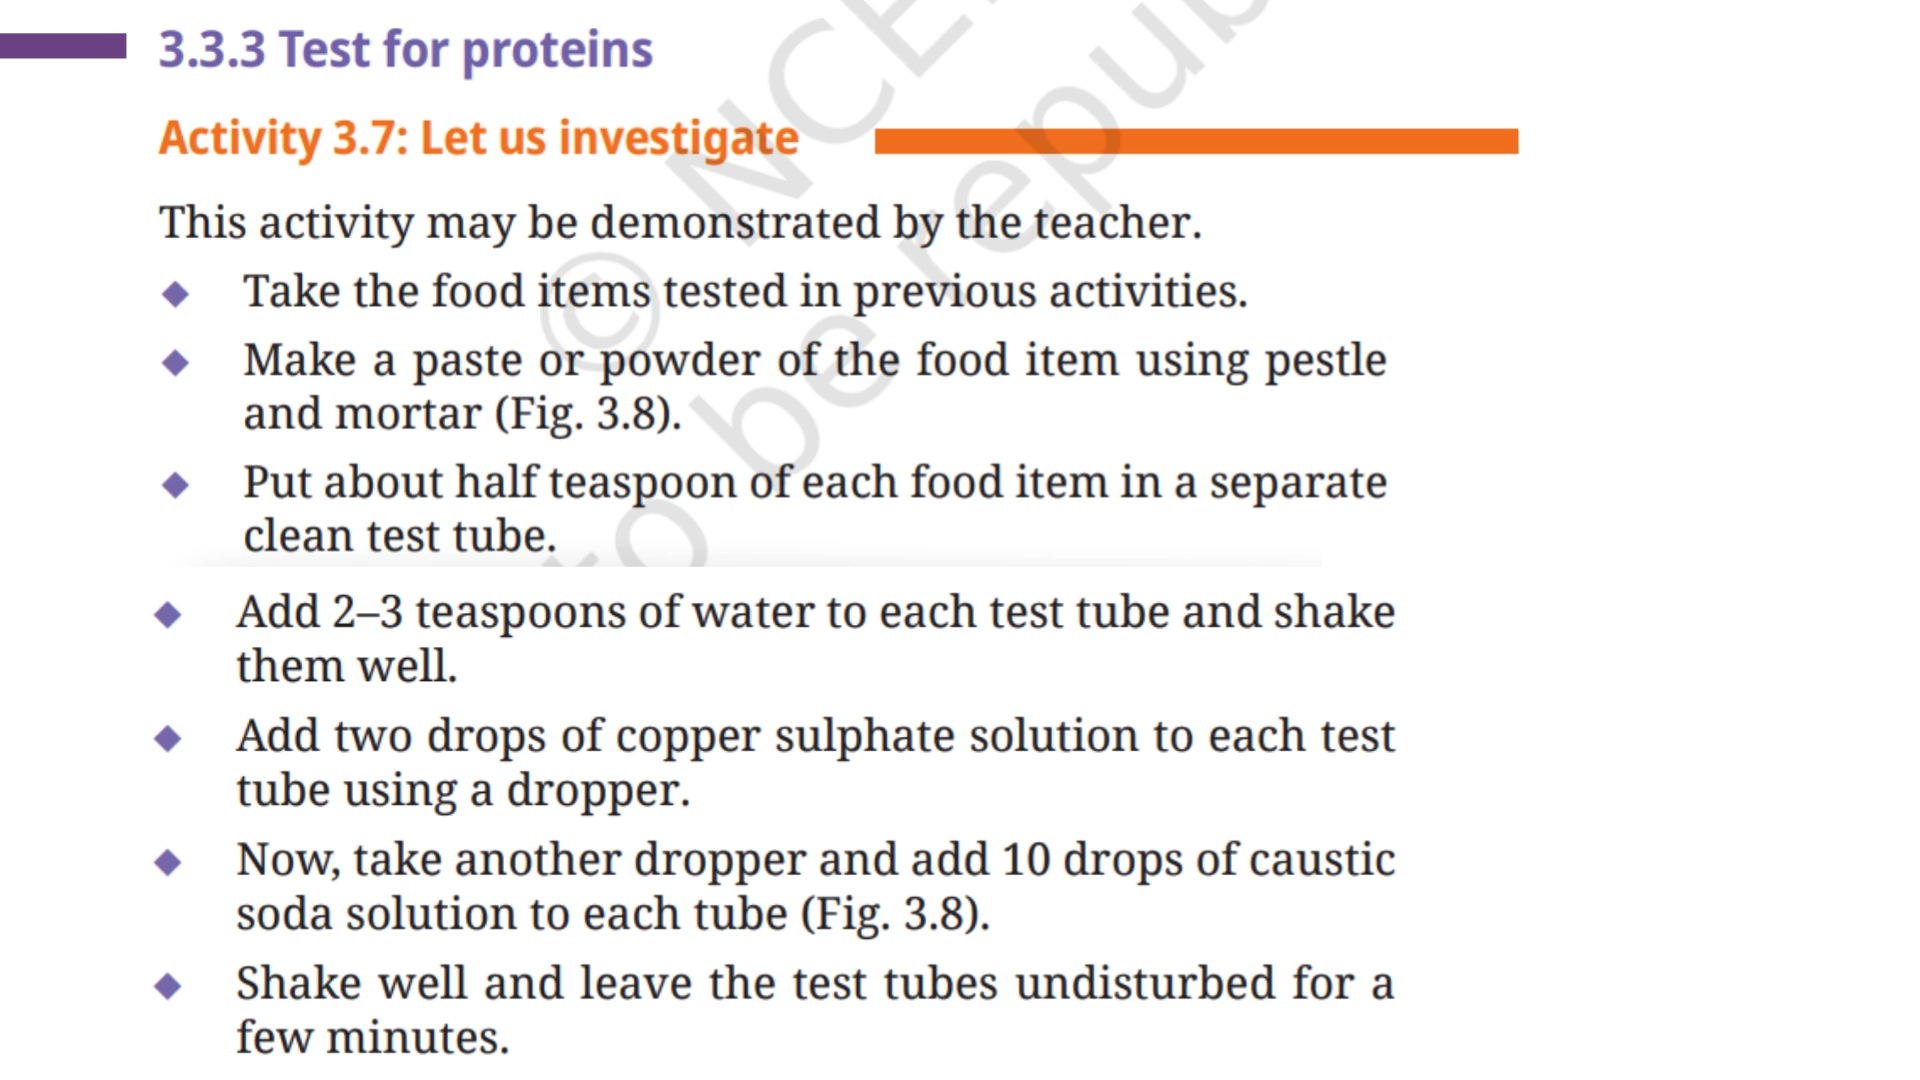 3.3.3 Test for proteins
Activity 3.7: Let us investigate
This activity may be demonstrated by the teacher.
◆ Take the food items tested in previous activities.
◆ Make a paste or powder of the food item using pestle
and mortar (Fig. 3.8).
◆ Put about half teaspoon of each food item in a separate
clean test tube.
◆ Add 2–3 teaspoons of water to each test tube and shake
them well.
◆ Add two drops of copper sulphate solution to each test
tube using a dropper.
◆ Now, take another dropper and add 10 drops of caustic
soda solution to each tube (Fig. 3.8).
◆ Shake well and leave the test tubes undisturbed for a
few minutes.
© NCE
to be repub